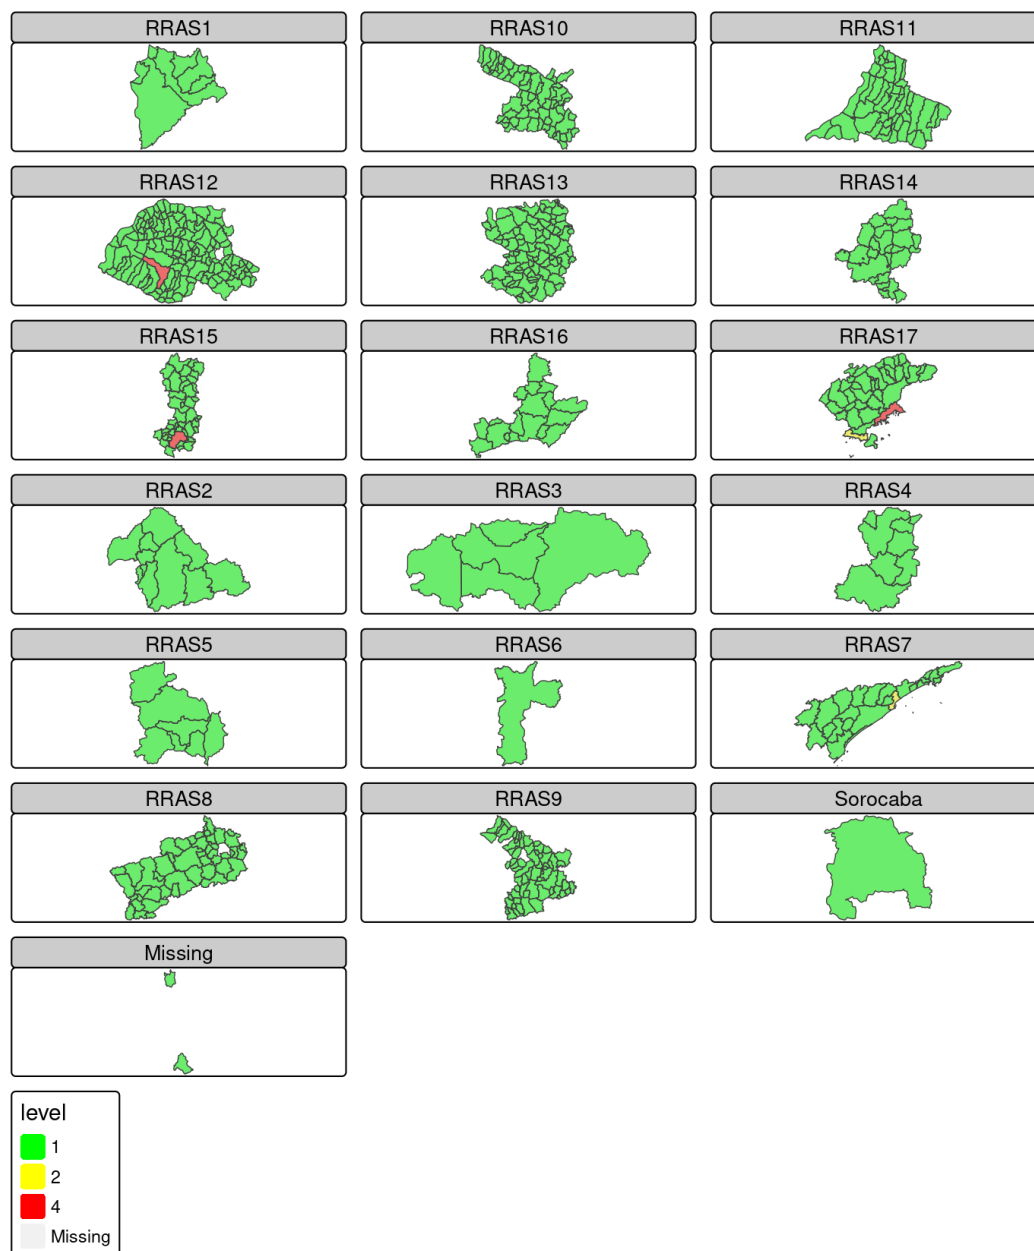 RRAS1
RRAS10
RRAS11
RRAS12
RRAS13
RRAS14
RRAS15
RRAS16
RRAS17
RRAS2
RRAS3
RRAS4
RRAS5
RRAS6
RRAS7
RRAS8
RRAS9
Sorocaba
Missing
level
1
2
4
Missing